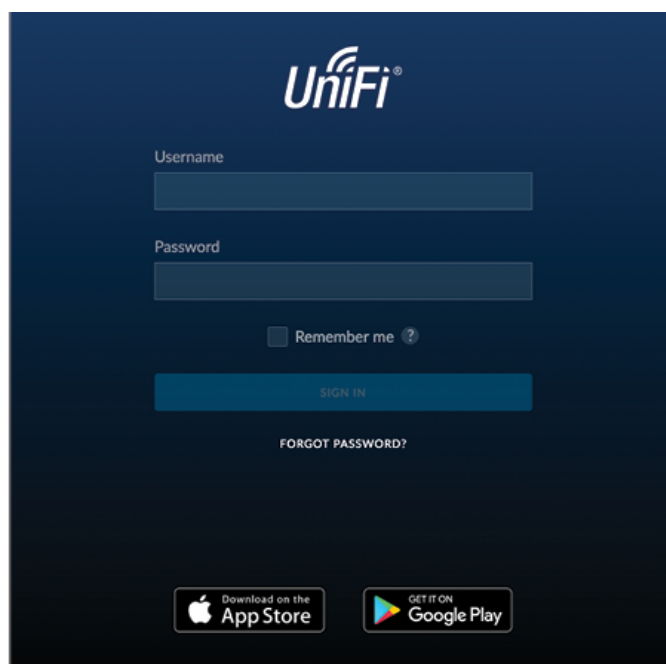 UniFi®
Username
Password
Remember me ?
SIGN IN
FORGOT PASSWORD?
Download on the
App Store
GET IT ON
Google Play